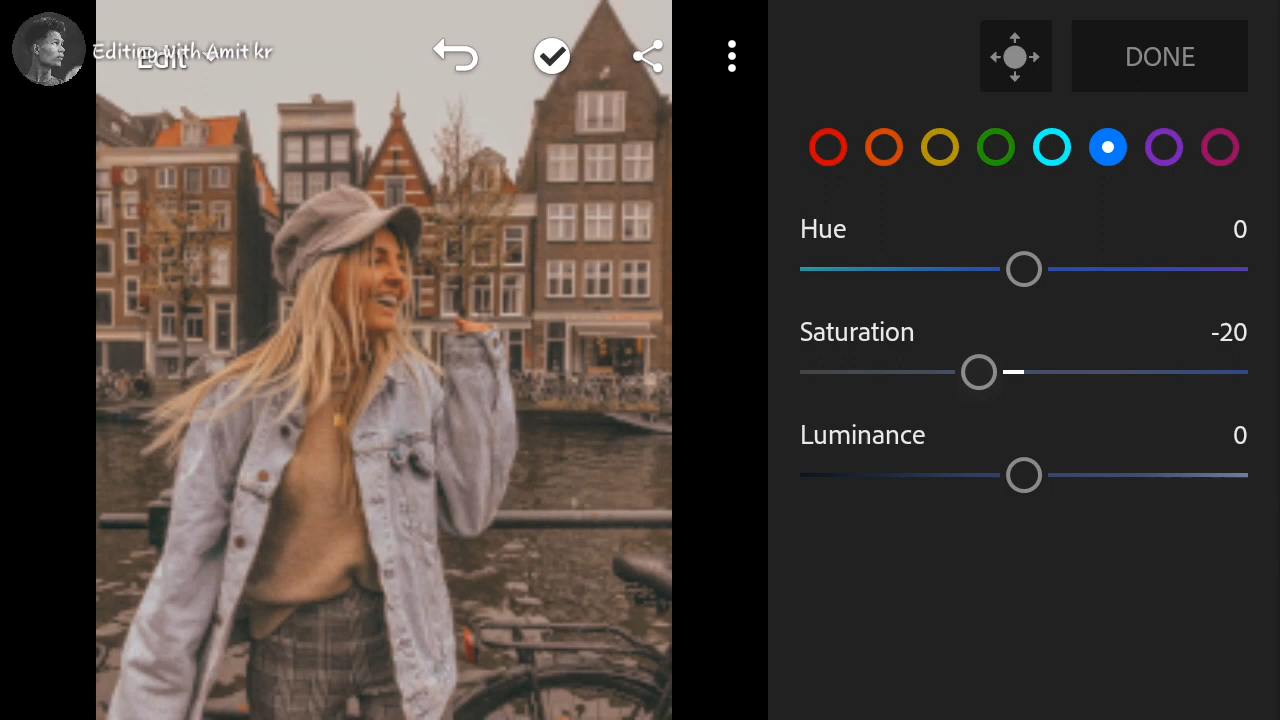 Editing with Amit kr
Edit
DONE
Hue 0
Saturation -20
Luminance 0